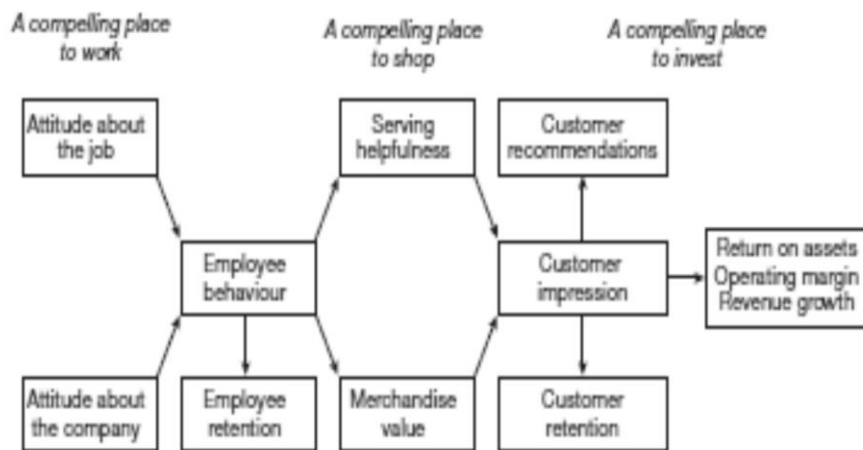 A compelling place
to work
A compelling place
to shop
A compelling place
to invest
Attitude about
the job
Serving
helpfulness
Customer
recommendations
Employee
behaviour
Customer
impression
Return on assets
Operating margin
Revenue growth
Attitude about
the company
Employee
retention
Merchandise
value
Customer
retention